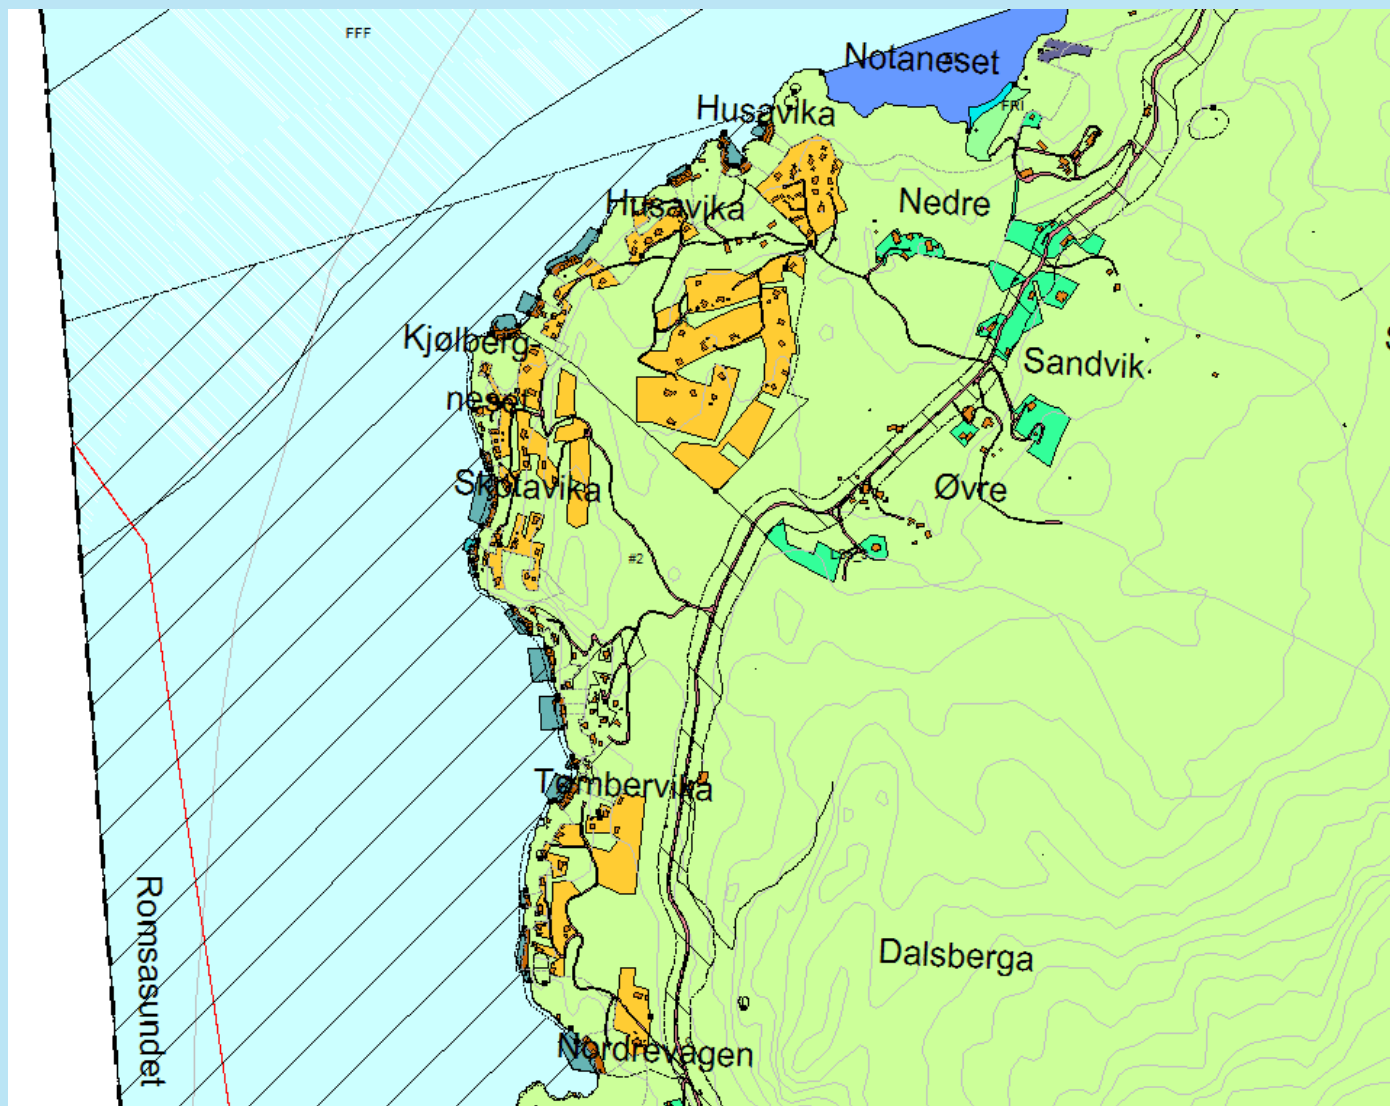 FFF
Notaneset
Husavika
FRI
Husavika
Nedre
Kjølberg-
neset
Sandvik
Skotavika
Øvre
#2
Tømbervika
Romsasundet
Dalsberga
Nordrevågen